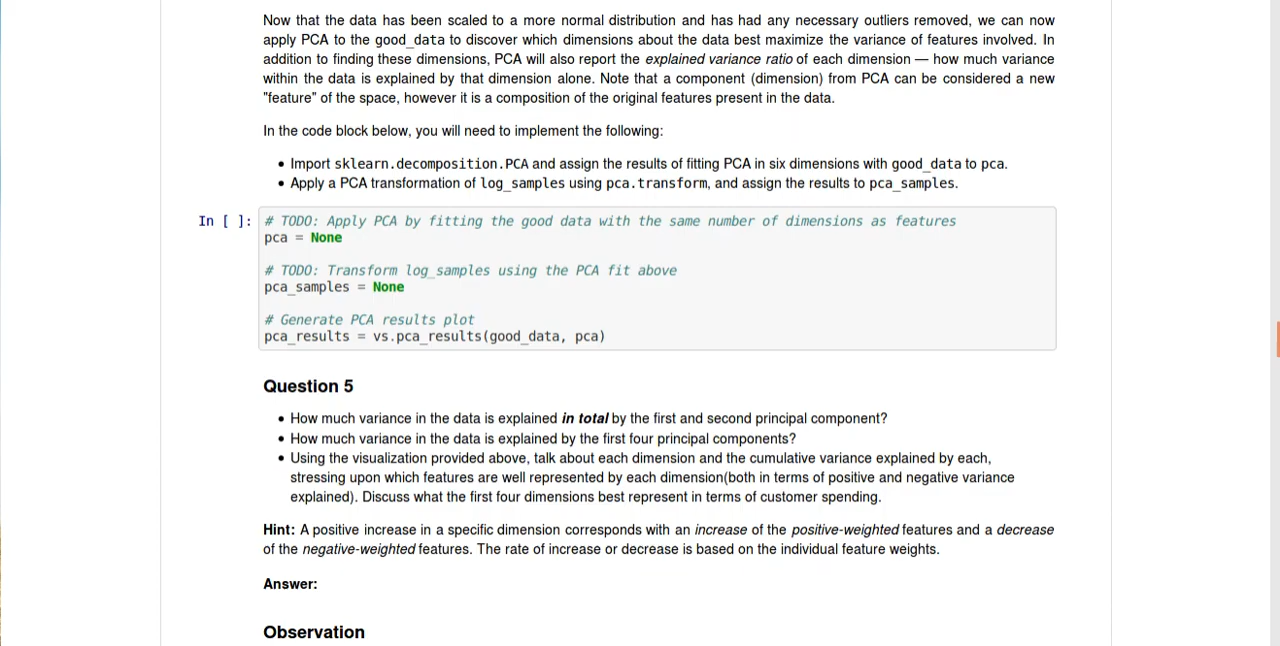 Now that the data has been scaled to a more normal distribution and has had any necessary outliers removed, we can now
apply PCA to the good_data to discover which dimensions about the data best maximize the variance of features involved. In
addition to finding these dimensions, PCA will also report the explained variance ratio of each dimension — how much variance
within the data is explained by that dimension alone. Note that a component (dimension) from PCA can be considered a new
"feature" of the space, however it is a composition of the original features present in the data.
In the code block below, you will need to implement the following:
• Import sklearn.decomposition.PCA and assign the results of fitting PCA in six dimensions with good_data to pca.
• Apply a PCA transformation of log_samples using pca.transform, and assign the results to pca_samples.
In [ ]: # TODO: Apply PCA by fitting the good data with the same number of dimensions as features
pca = None
# TODO: Transform log_samples using the PCA fit above
pca_samples = None
# Generate PCA results plot
pca_results = vs.pca_results(good_data, pca)
Question 5
• How much variance in the data is explained in total by the first and second principal component?
• How much variance in the data is explained by the first four principal components?
• Using the visualization provided above, talk about each dimension and the cumulative variance explained by each,
stressing upon which features are well represented by each dimension(both in terms of positive and negative variance
explained). Discuss what the first four dimensions best represent in terms of customer spending.
Hint: A positive increase in a specific dimension corresponds with an increase of the positive-weighted features and a decrease
of the negative-weighted features. The rate of increase or decrease is based on the individual feature weights.
Answer:
Observation